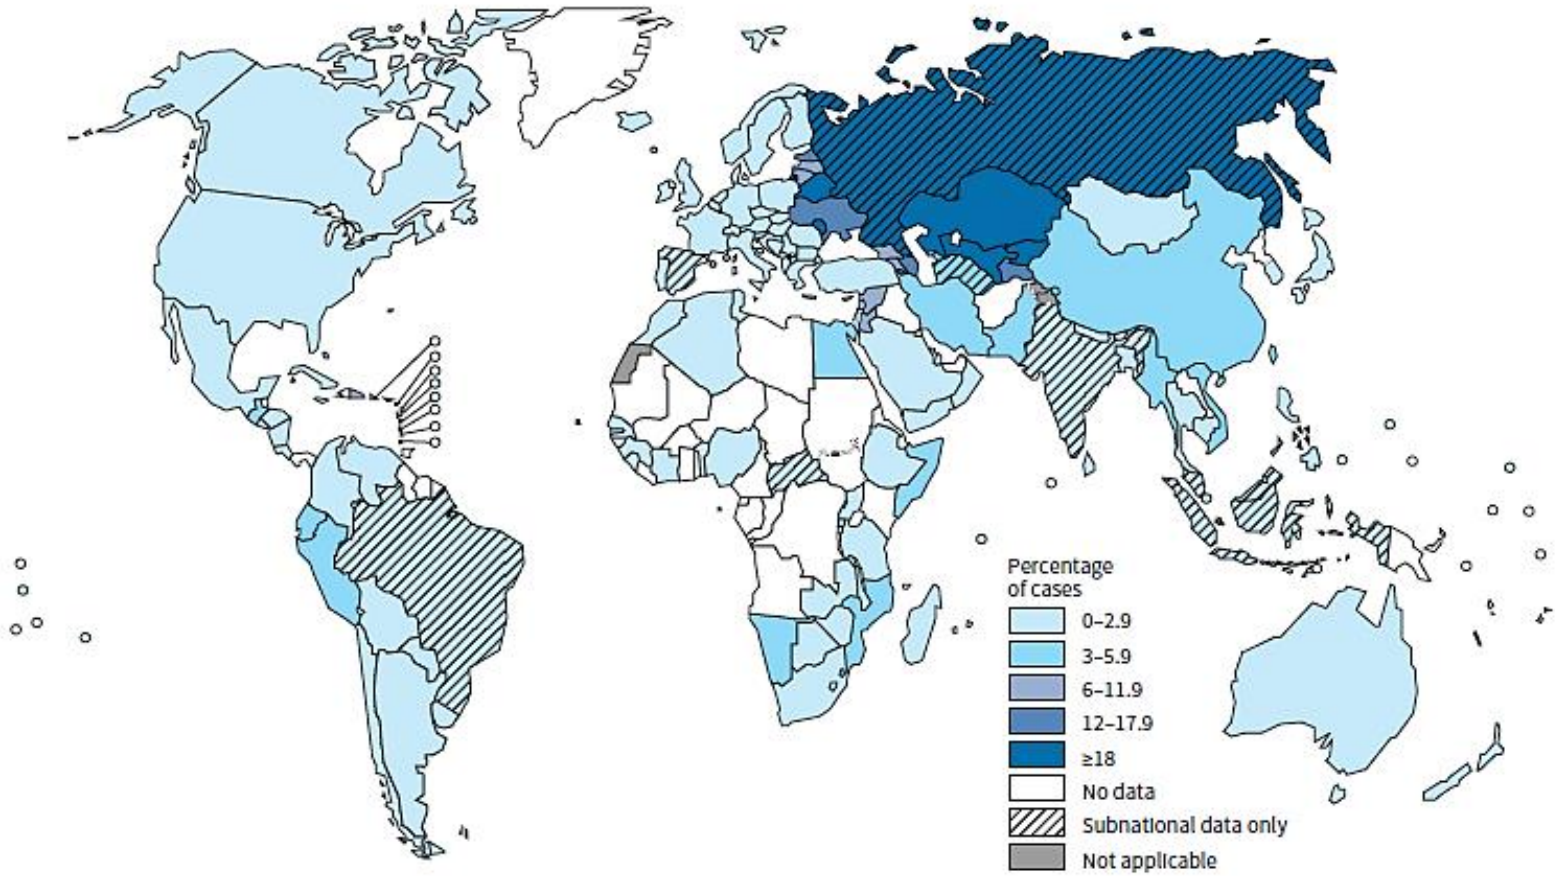 Percentage
of cases
0–2.9
3–5.9
6–11.9
12–17.9
≥18
No data
Subnational data only
Not applicable